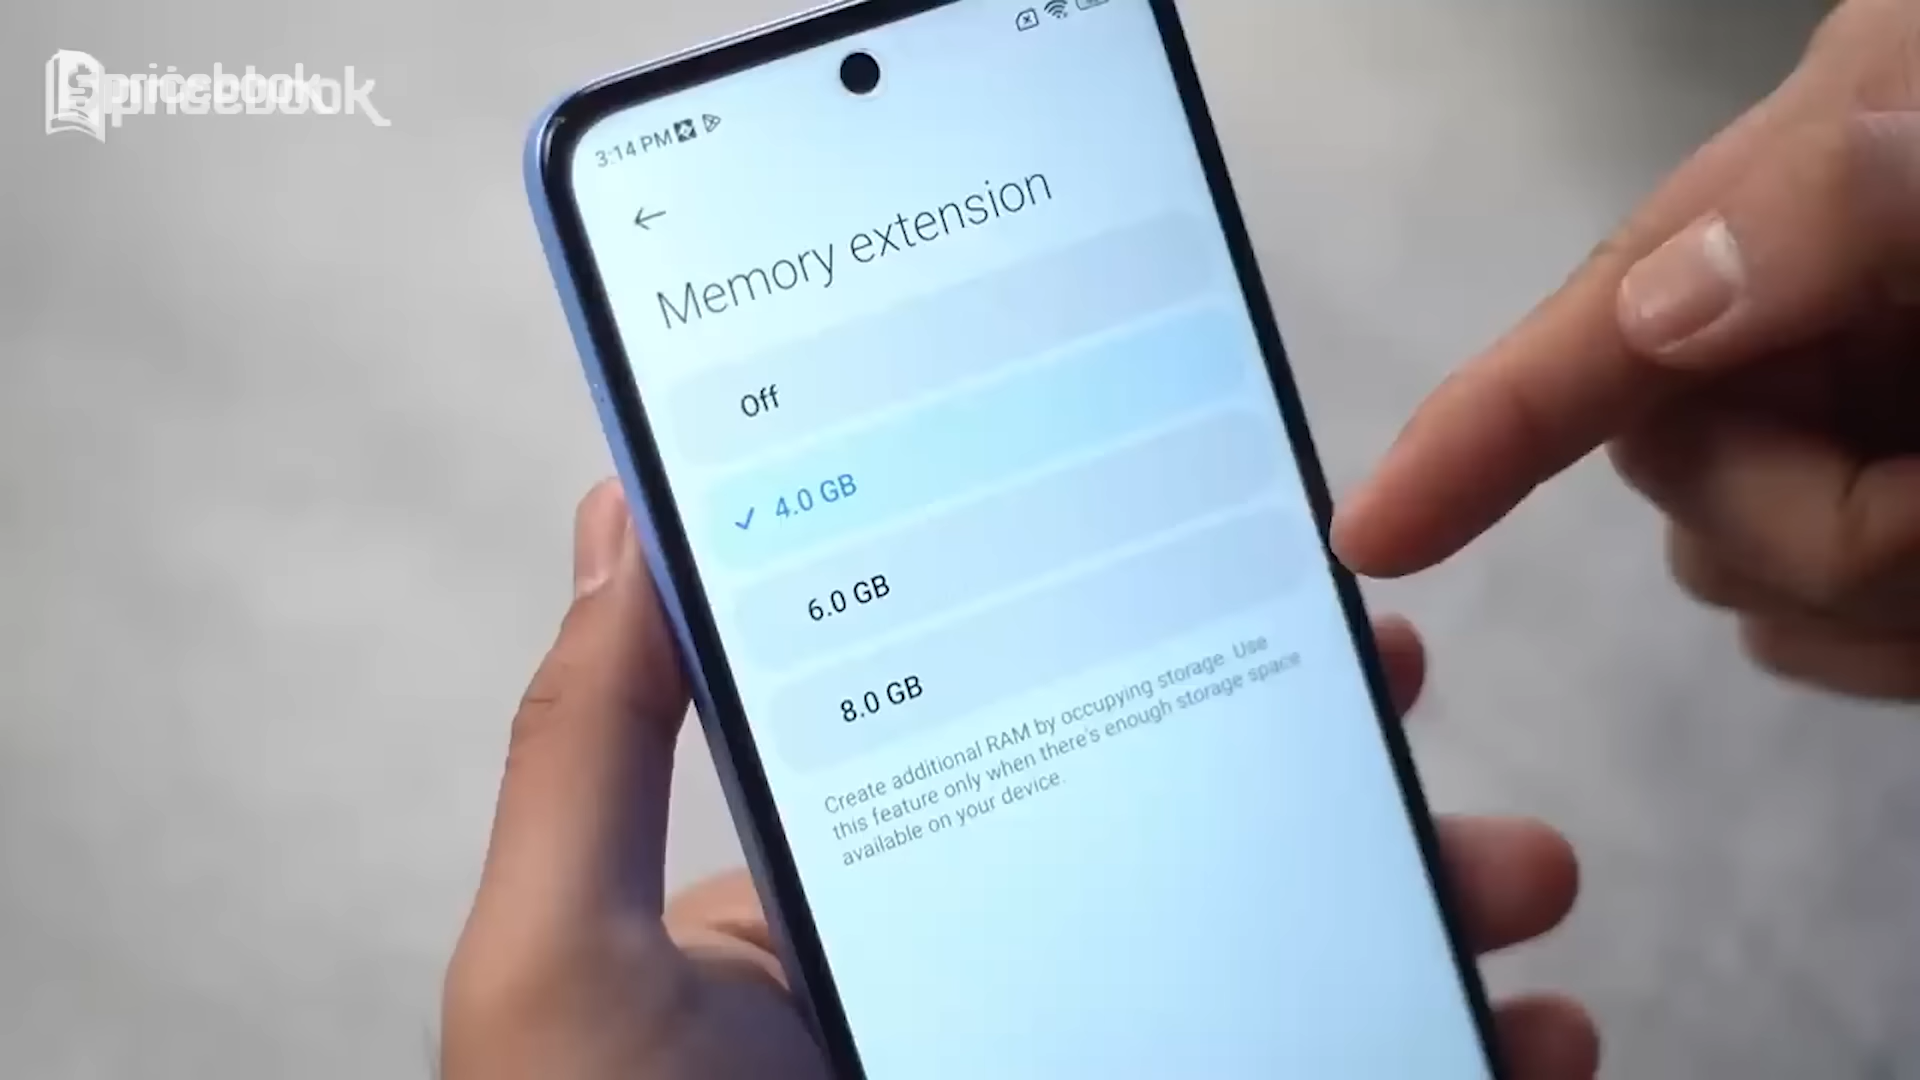 pricebook
3:14 PM
Memory extension
Off
4.0 GB
6.0 GB
8.0 GB
Create additional RAM by occupying storage. Use
this feature only when there's enough storage space
available on your device.